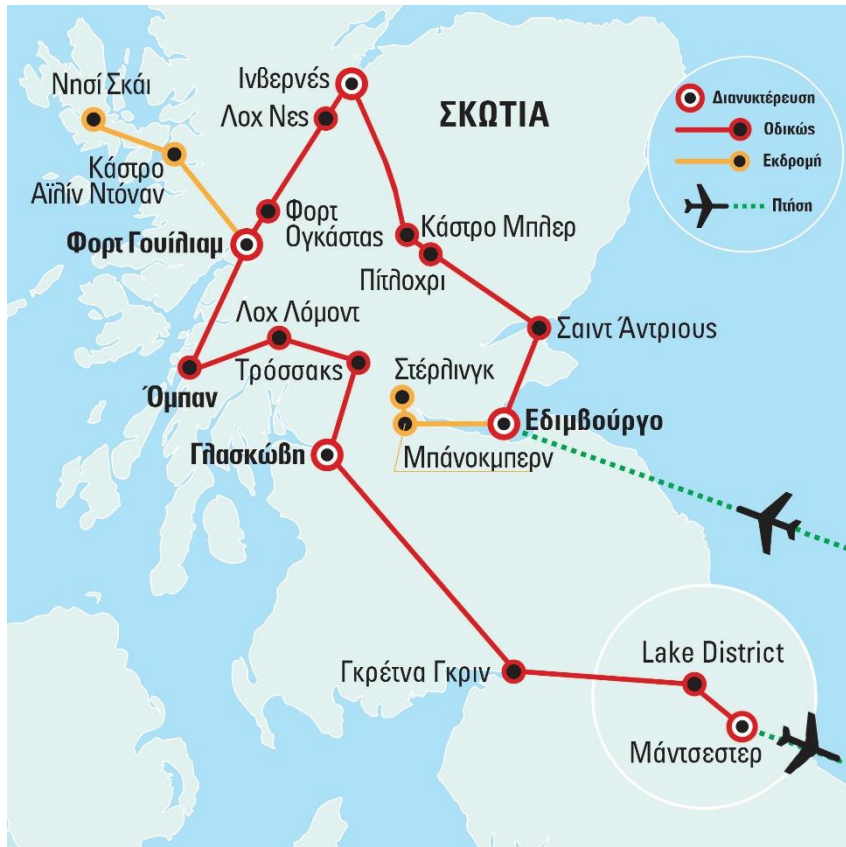 Νησί Σκάι
Ινβερνές
Λοχ Νες
ΣΚΩΤΙΑ
Διανυκτέρευση
Οδικώς
Εκδρομή
Πτήση
Κάστρο
Αϊλίν Ντόναν
Φορτ
Ογκάστας
Φορτ Γουίλιαμ
Κάστρο Μπλερ
Πίτλοχρι
Λοχ Λόμοντ
Σαιντ Άντριους
Τρόσσακς
Στέρλινγκ
Όμπαν
Εδιμβούργο
Γλασκώβη
Μπάνοκμπερν
Γκρέτνα Γκριν
Lake District
Μάντσεστερ